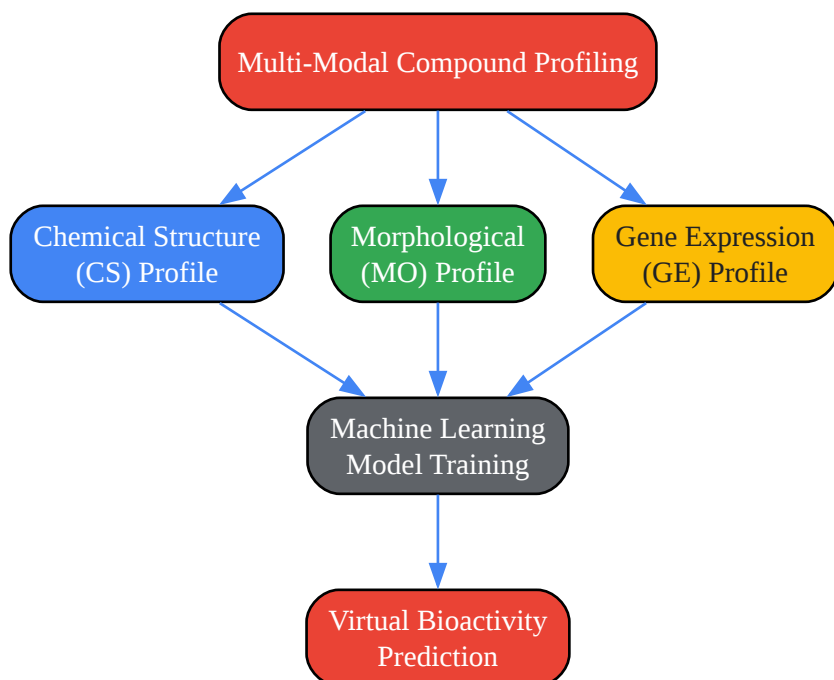 Multi-Modal Compound Profiling
Chemical Structure
(CS) Profile
Morphological
(MO) Profile
Gene Expression
(GE) Profile
Machine Learning
Model Training
Virtual Bioactivity
Prediction